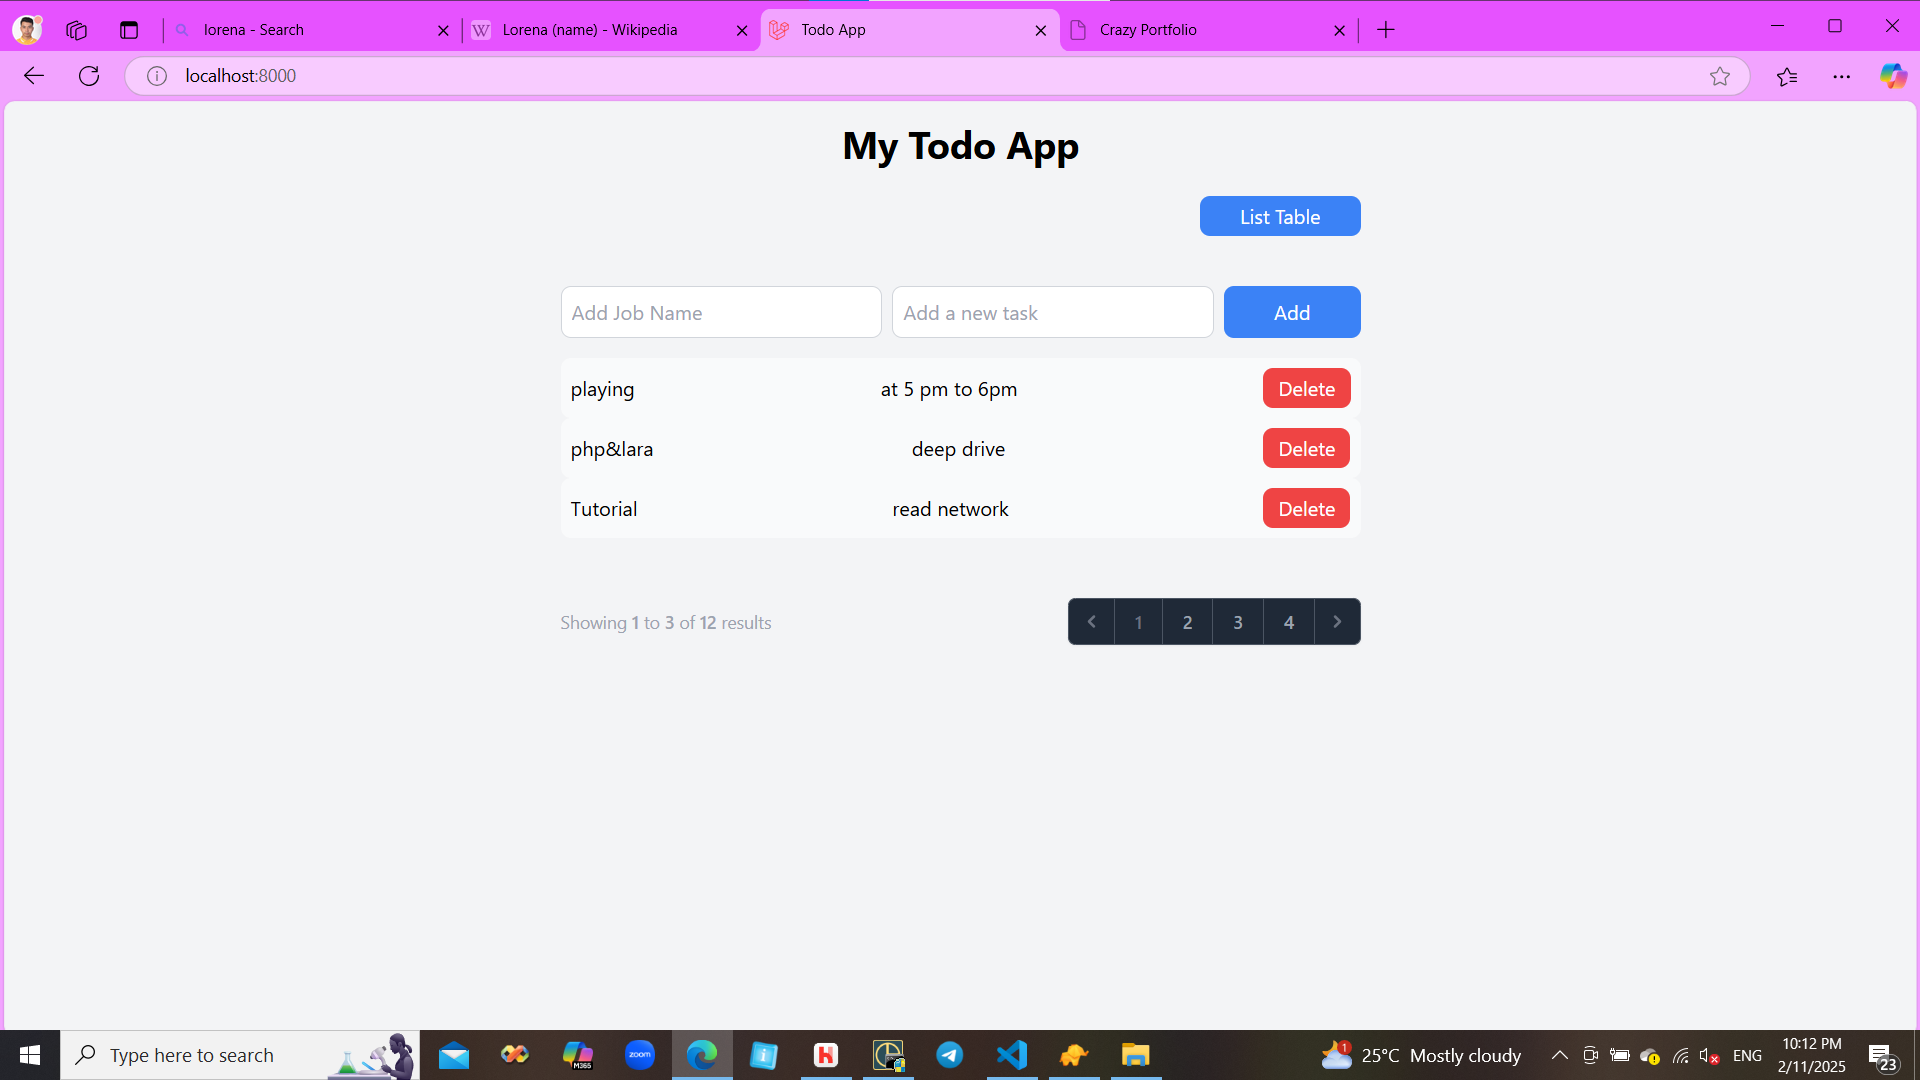 lorena - Search
W Lorena (name) - Wikipedia
Todo App
Crazy Portfolio
localhost:8000
My Todo App
List Table
Add Job Name
Add a new task
Add
playing
at 5 pm to 6pm
Delete
php&lara
deep drive
Delete
Tutorial
read network
Delete
Showing 1 to 3 of 12 results
1 2 3 4
Type here to search
M365
zoom
1
25°C Mostly cloudy
ENG
10:12 PM
2/11/2025
23